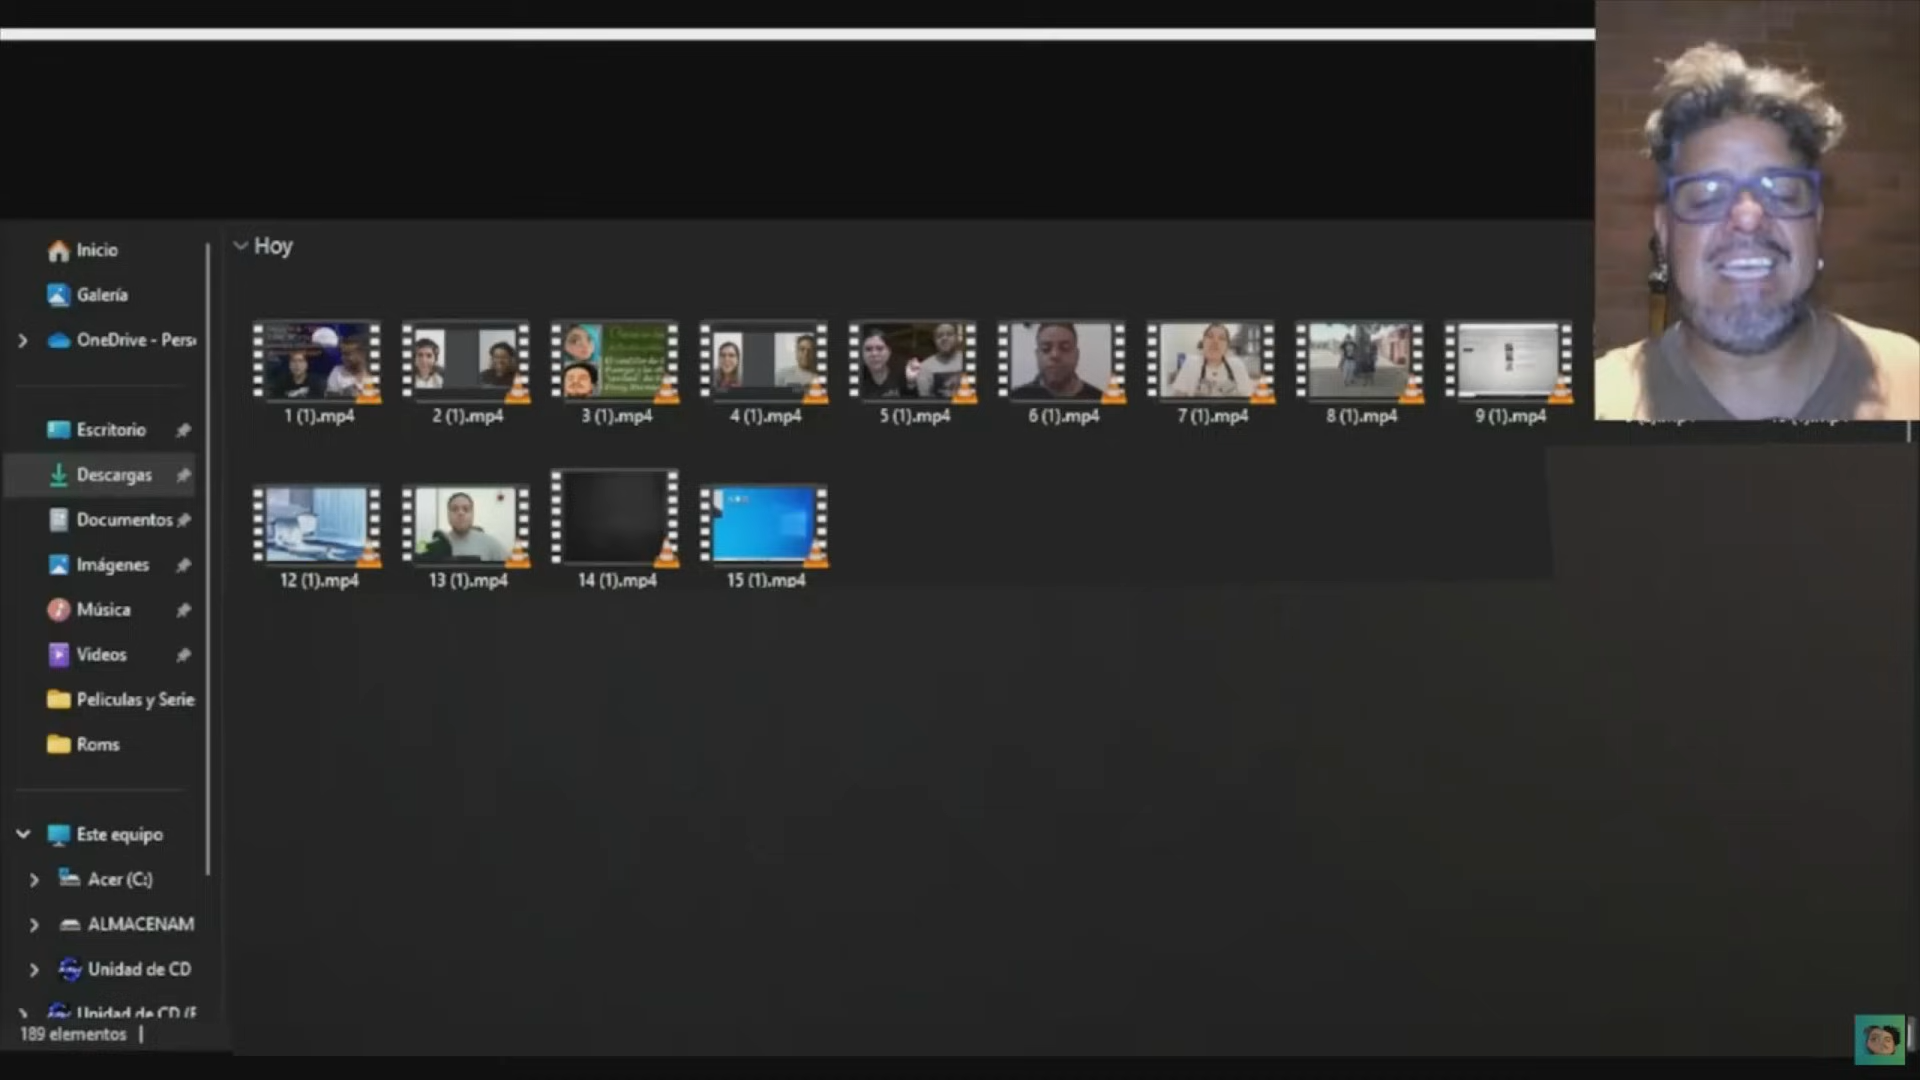 Inicio
Galería
OneDrive - Pers
Escritorio
Descargas
Documentos
Imágenes
Música
Videos
Peliculas y Serie
Roms
Este equipo
Acer (C:)
ALMACENAM
Unidad de CD
Unidad de CD (E
189 elementos
Hoy
1 (1).mp4
2 (1).mp4
3 (1).mp4
4 (1).mp4
5 (1).mp4
6 (1).mp4
7 (1).mp4
8 (1).mp4
9 (1).mp4
12 (1).mp4
13 (1).mp4
14 (1).mp4
15 (1).mp4